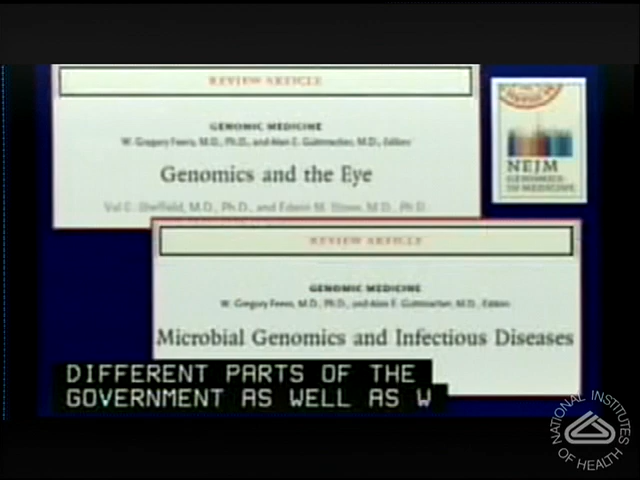 REVIEW ARTICLE
GENOMIC MEDICINE
W. Gregory Feero, M.D., Ph.D., and Alan E. Guttmacher, M.D., Editors
Genomics and the Eye
Val C. Sheffield, M.D., Ph.D., and Edwin M. Stone, M.D., Ph.D.
NEJM
GENOMICS
IN MEDICINE
REVIEW ARTICLE
GENOMIC MEDICINE
W. Gregory Feero, M.D., Ph.D., and Alan E. Guttmacher, M.D., Editors
Microbial Genomics and Infectious Diseases
DIFFERENT PARTS OF THE
GOVERNMENT AS WELL AS W
NATIONAL INSTITUTES
OF HEALTH